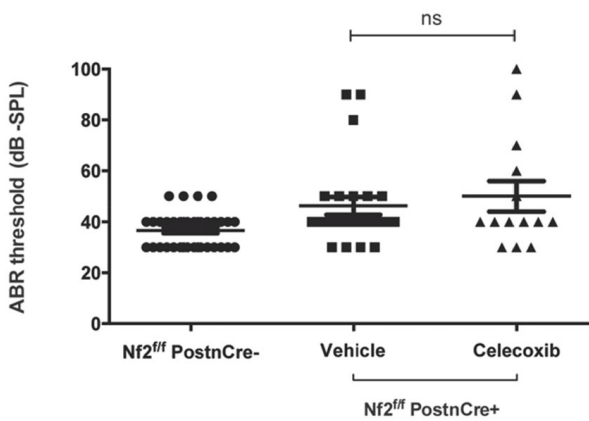 ns
ABR threshold (dB -SPL)
100
80
60
40
20
0
Nf2f/f PostnCre-
Vehicle
Celecoxib
Nf2f/f PostnCre+